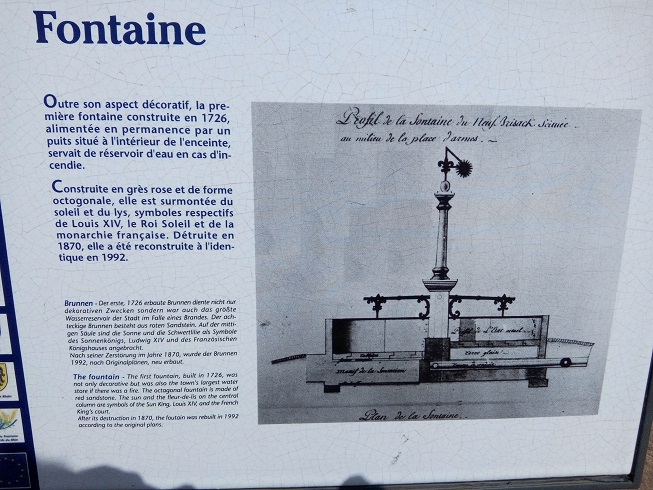 Fontaine
Outre son aspect décoratif, la pre-
mière fontaine construite en 1726,
alimentée en permanence par un
puits situé à l'intérieur de l'enceinte,
servait de réservoir d'eau en cas d'in-
cendie.
Construite en grès rose et de forme
octogonale, elle est surmontée du
soleil et du lys, symboles respectifs
de Louis XIV, le Roi Soleil et de la
monarchie française. Détruite en
1870, elle a été reconstruite à l'iden-
tique en 1992.
Brunnen - Der erste, 1726 erbaute Brunnen diente nicht nur
dekorativen Zwecken sondern war auch das größte
Wasserreservoir der Stadt im Falle eines Brandes. Der ach-
teckige Brunnen besteht aus roten Sandstein. Auf der mitti-
gen Säule sind die Sonne und die Schwertlilie als Symbole
des Sonnenkönigs, Ludwig XIV und des Französischen
Königshauses angebracht.
Nach seiner Zerstörung im Jahre 1870, wurde der Brunnen
1992, nach Originalplänen, neu erbaut.
The fountain - The first fountain, built in 1726, was
not only decorative but was also the town's largest water
store if there was a fire. The octagonal fountain is made of
red sandstone. The sun and the fleur-de-lis on the central
column are symbols of the Sun King, Louis XIV, and the French
King's court.
After its destruction in 1870, the foutain was rebuilt in 1992
according to the original plans.
Profil de la fontaine du Neuf Brisack Scituée
au milieu de la place d'armes
Profil de
Plan de la fontaine